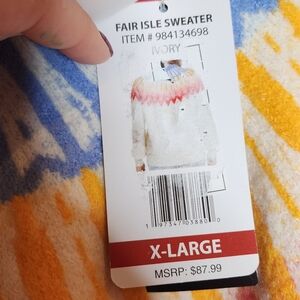 FAIR ISLE SWEATER
ITEM # 984134698
IVORY
X-LARGE
MSRP: $87.99